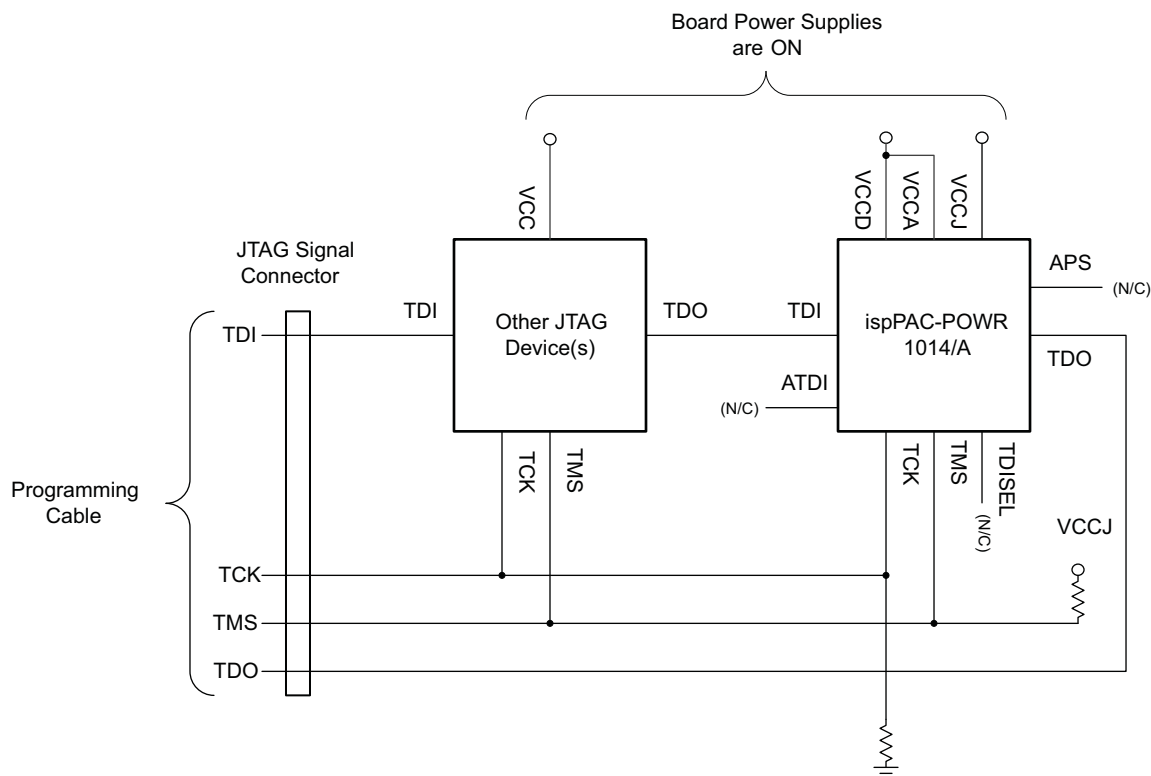 Board Power Supplies
are ON
VCC
VCCD
VCCA
VCCJ
JTAG Signal
Connector
TDI
TDI
Other JTAG
Device(s)
TDO
TDI
ispPAC-POWR
1014/A
APS
(N/C)
TDO
ATDI
(N/C)
TCK
TMS
TCK
TMS
TDISEL
(N/C)
VCCJ
Programming
Cable
TCK
TMS
TDO